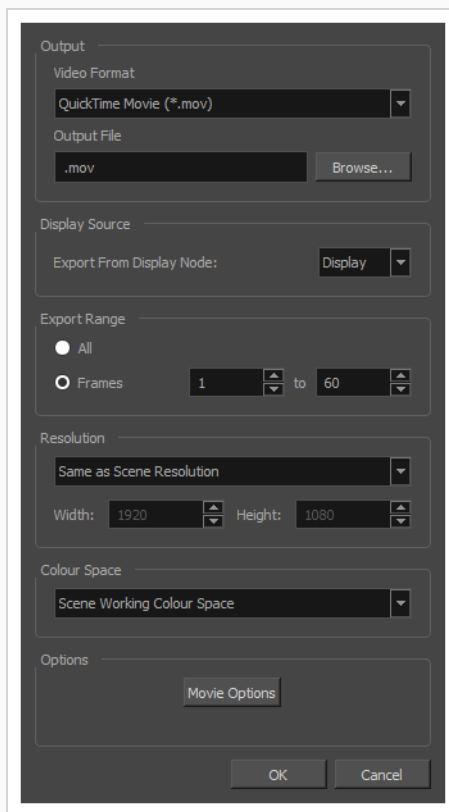 Output
Video Format
QuickTime Movie (*.mov)
Output File
.mov Browse...
Display Source
Export From Display Node: Display
Export Range
All
Frames 1 to 60
Resolution
Same as Scene Resolution
Width: 1920 Height: 1080
Colour Space
Scene Working Colour Space
Options
Movie Options
OK Cancel